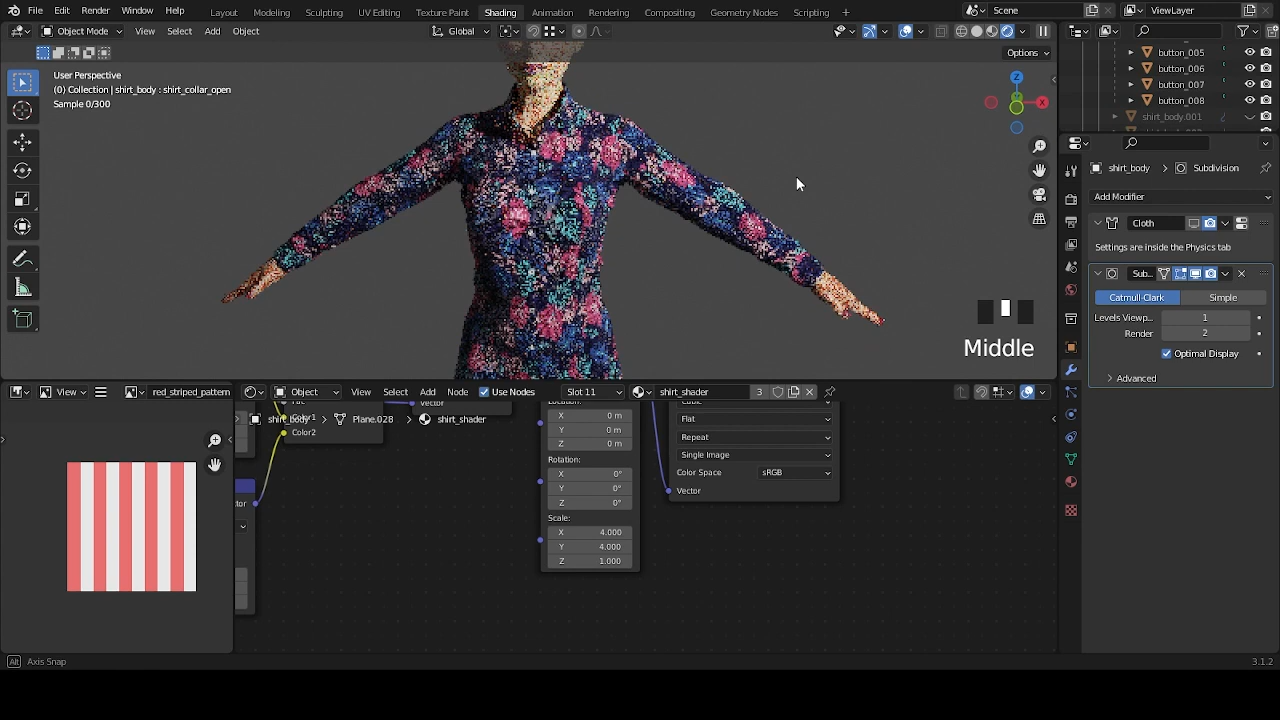 File Edit Render Window Help Layout Modeling Sculpting UV Editing Texture Paint Shading Animation Rendering Compositing Geometry Nodes Scripting + Scene ViewLayer
Object Mode View Select Add Object Global
Options
User Perspective
(0) Collection | shirt_body : shirt_collar_open
Sample 0/300
Z
X
Middle
button_005
button_006
button_007
button_008
shirt_body.001
shirt_body > Subdivision
Add Modifier
Cloth
Settings are inside the Physics tab
Sub..
Catmull-Clark Simple
Levels Viewp.. 1
Render 2
Optimal Display
Advanced
View red_striped_pattern
Object View Select Add Node Use Nodes Slot 11 shirt_shader 3
shirt_body > Plane.028 > shirt_shader
Color1
Color2
Vector
X 0 m
Y 0 m
Z 0 m
Rotation:
X 0°
Y 0°
Z 0°
Scale:
X 4.000
Y 4.000
Z 1.000
Flat
Repeat
Single Image
Color Space sRGB
Vector
Alt Axis Snap
3.1.2